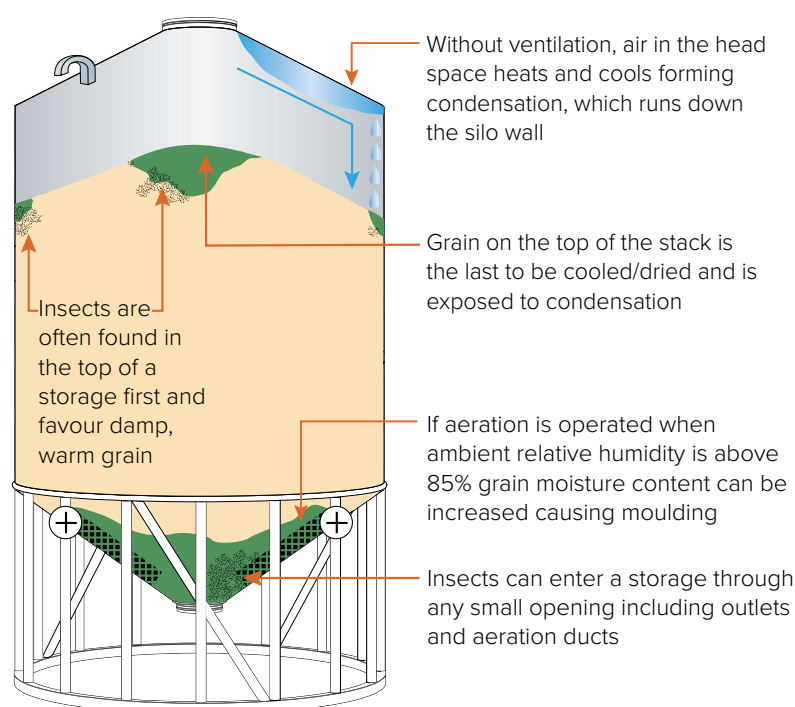 Without ventilation, air in the head
space heats and cools forming
condensation, which runs down
the silo wall
Grain on the top of the stack is
the last to be cooled/dried and is
exposed to condensation
Insects are
often found in
the top of a
storage first and
favour damp,
warm grain
If aeration is operated when
ambient relative humidity is above
85% grain moisture content can be
increased causing moulding
Insects can enter a storage through
any small opening including outlets
and aeration ducts